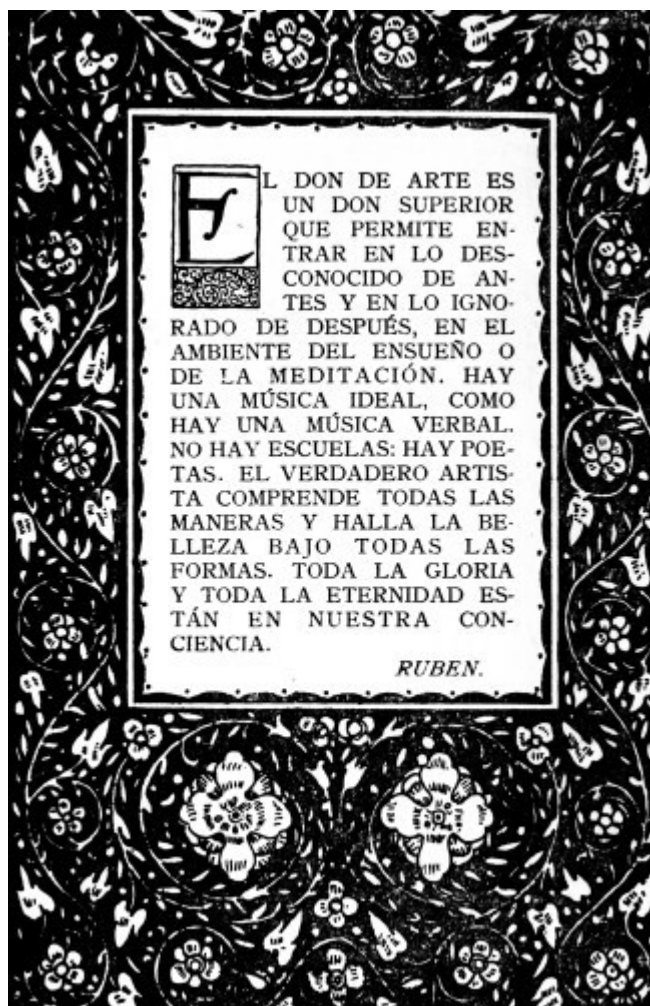 EL DON DE ARTE ES
UN DON SUPERIOR
QUE PERMITE EN-
TRAR EN LO DES-
CONOCIDO DE AN-
TES Y EN LO IGNO-
RADO DE DESPUÉS, EN EL
AMBIENTE DEL ENSUEÑO O
DE LA MEDITACIÓN. HAY
UNA MÚSICA IDEAL, COMO
HAY UNA MÚSICA VERBAL.
NO HAY ESCUELAS: HAY POE-
TAS. EL VERDADERO ARTIS-
TA COMPRENDE TODAS LAS
MANERAS Y HALLA LA BE-
LLEZA BAJO TODAS LAS
FORMAS. TODA LA GLORIA
Y TODA LA ETERNIDAD ES-
TÁN EN NUESTRA CON-
CIENCIA.
RUBEN.